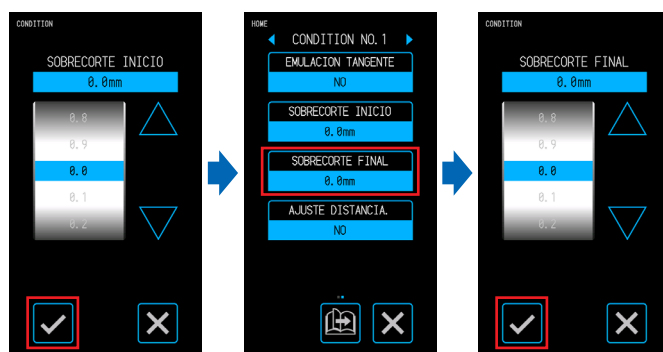 CONDITION
SOBRECORTE INICIO
0.0mm
0.8
0.9
0.0
0.1
0.2
HOME
CONDITION NO.1
EMULACION TANGENTE
NO
SOBRECORTE INICIO
0.0mm
SOBRECORTE FINAL
0.0mm
AJUSTE DISTANCIA.
NO
CONDITION
SOBRECORTE FINAL
0.0mm
0.8
0.9
0.0
0.1
0.2